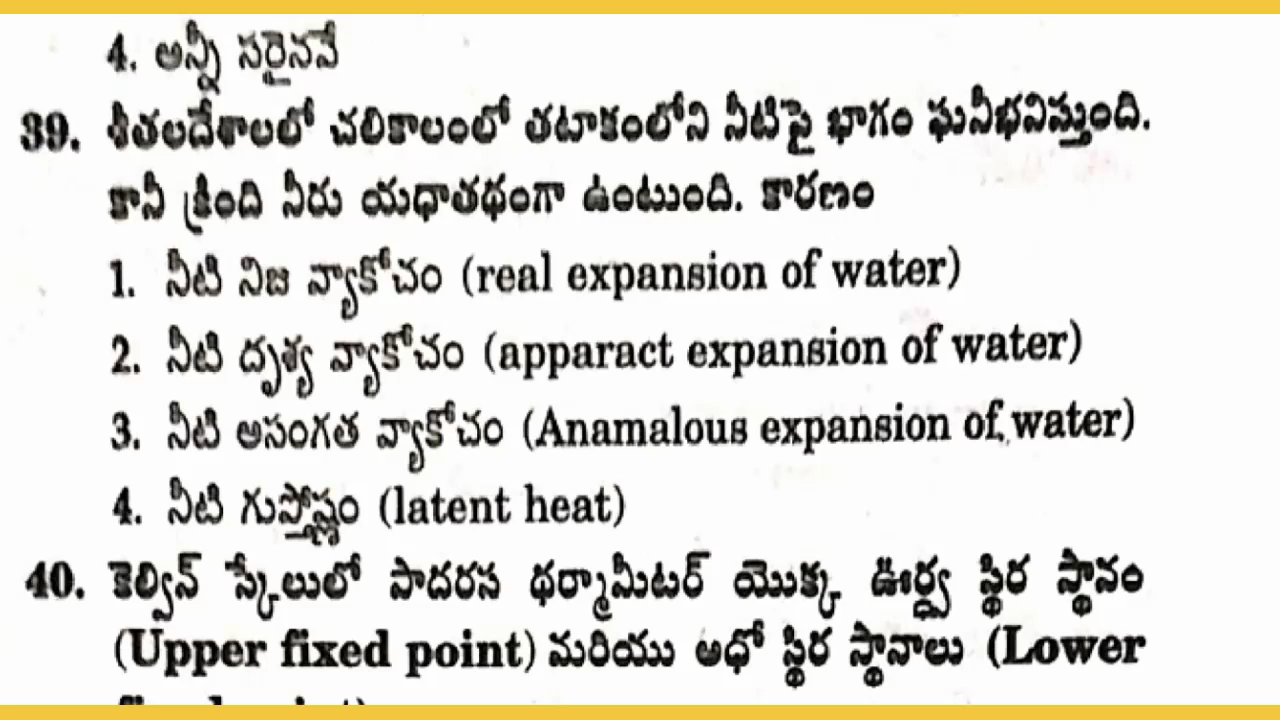 4. అన్నీ సరైనవే
39. శీతలదేశాలలో చలికాలంలో తటాకంలోని నీటిపై భాగం ఘనీభవిస్తుంది.
కానీ క్రింది నీరు యధాతథంగా ఉంటుంది. కారణం
1. నీటి నిజ వ్యాకోచం (real expansion of water)
2. నీటి దృశ్య వ్యాకోచం (apparact expansion of water)
3. నీటి అసంగత వ్యాకోచం (Anamalous expansion of water)
4. నీటి గుప్తోష్ణం (latent heat)
40. కెల్విన్ స్కేలులో పాదరస థర్మామీటర్ యొక్క ఊర్ధ్వ స్థిర స్థానం
(Upper fixed point) మరియు అధో స్థిర స్థానాలు (Lower